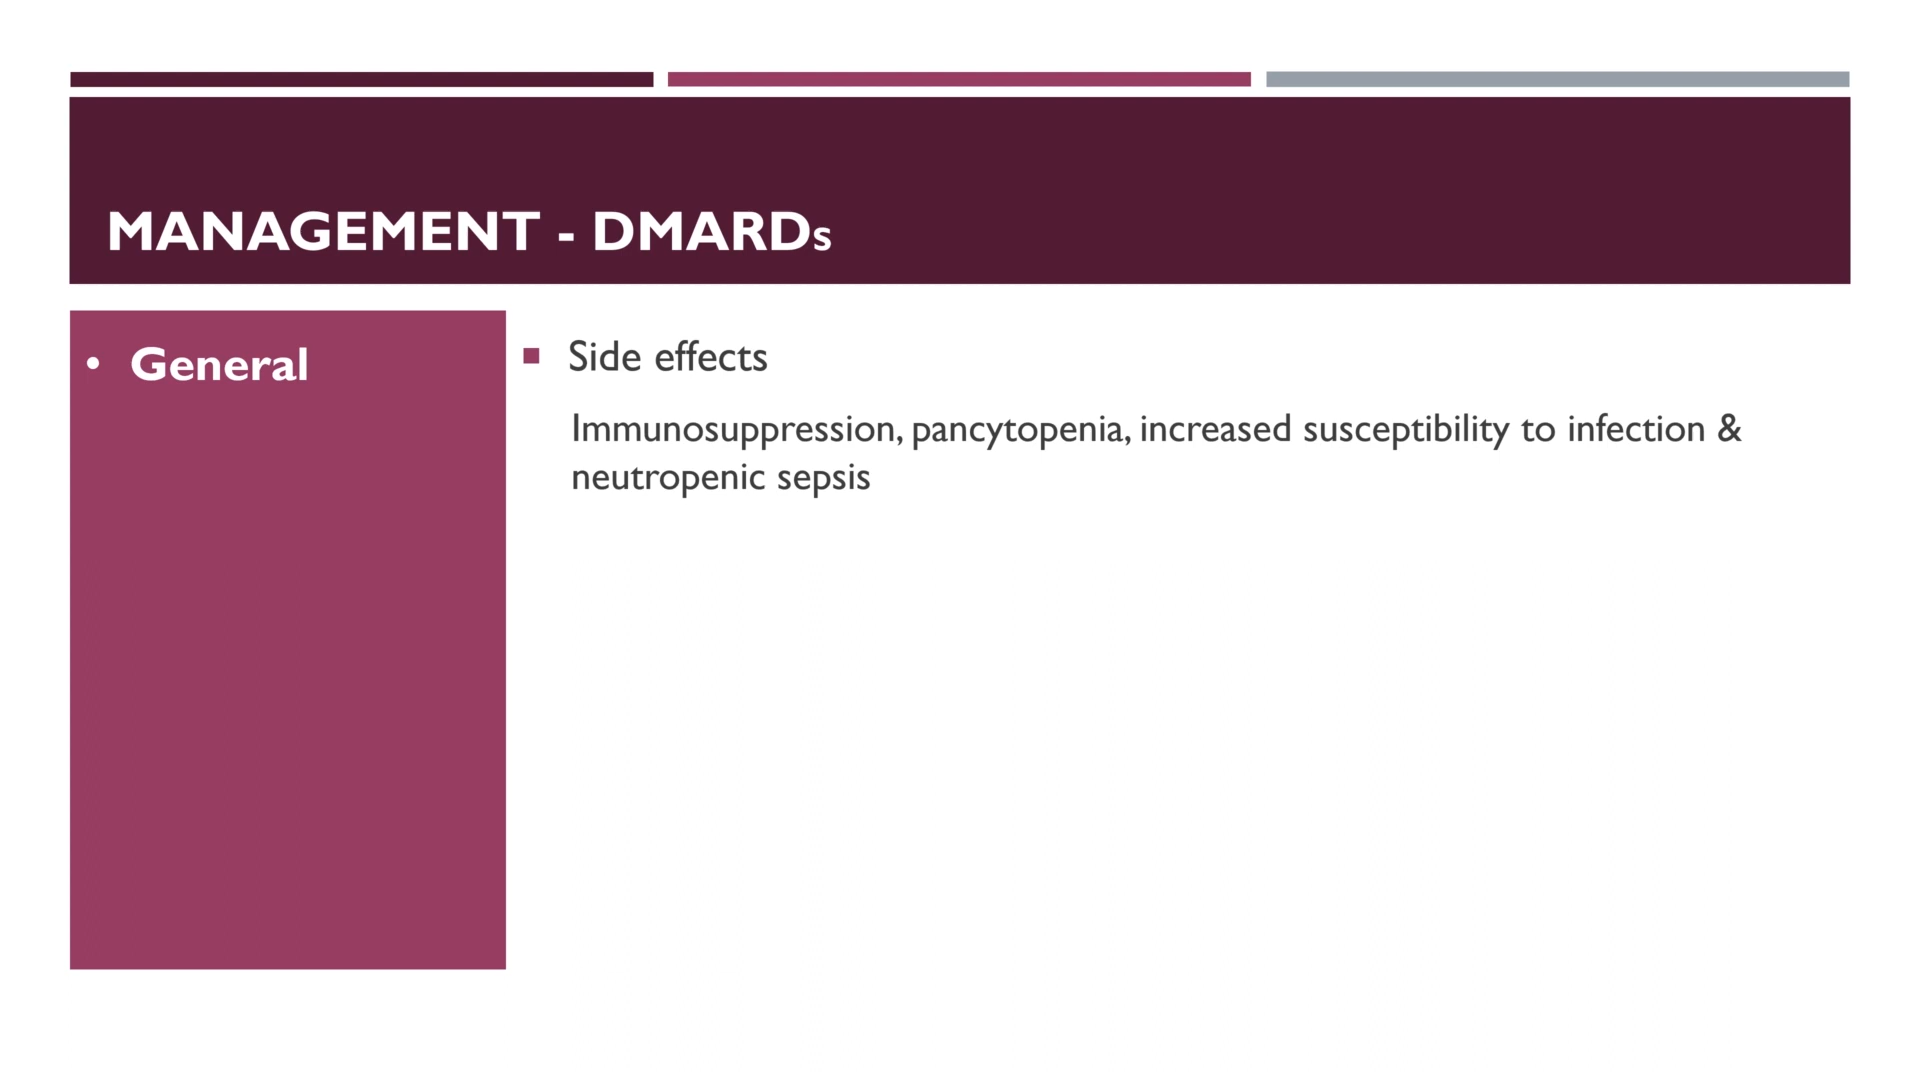 MANAGEMENT - DMARDs
• General
▪ Side effects
Immunosuppression, pancytopenia, increased susceptibility to infection &
neutropenic sepsis